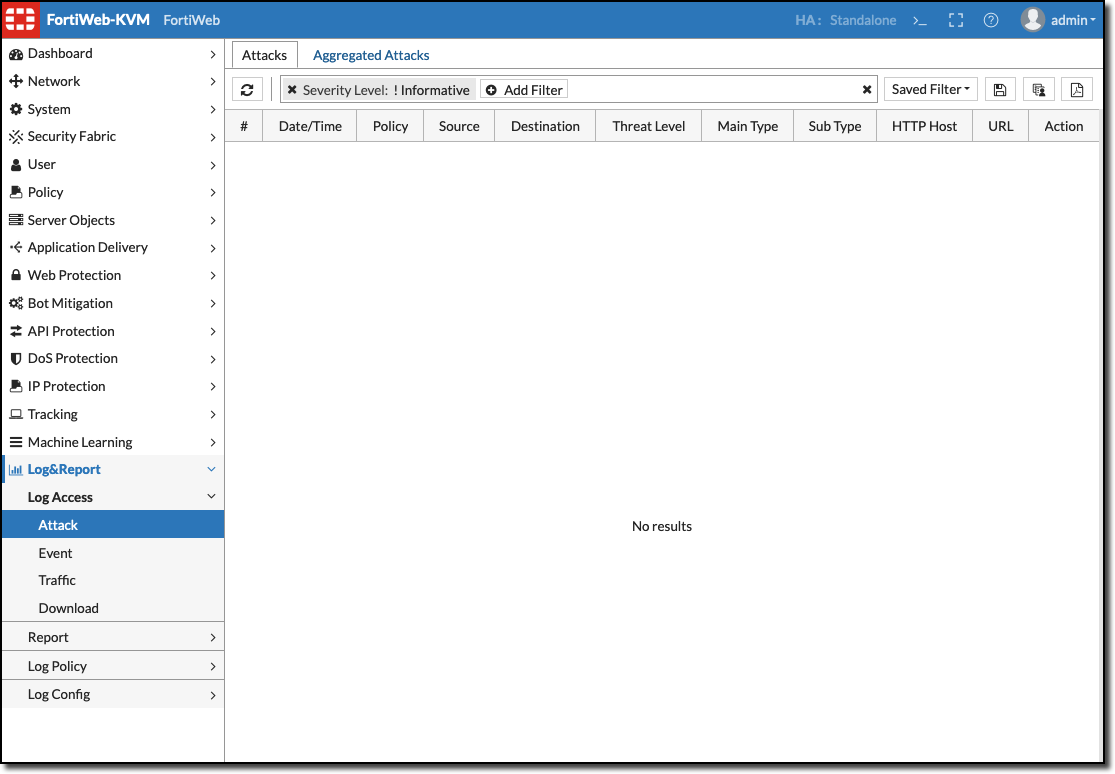 FortiWeb-KVM FortiWeb HA: Standalone >_ admin
Dashboard
Network
System
Security Fabric
User
Policy
Server Objects
Application Delivery
Web Protection
Bot Mitigation
API Protection
DoS Protection
IP Protection
Tracking
Machine Learning
Log&Report
Log Access
Attack
Event
Traffic
Download
Report
Log Policy
Log Config
Attacks Aggregated Attacks
Severity Level: ! Informative Add Filter Saved Filter
# Date/Time Policy Source Destination Threat Level Main Type Sub Type HTTP Host URL Action
No results